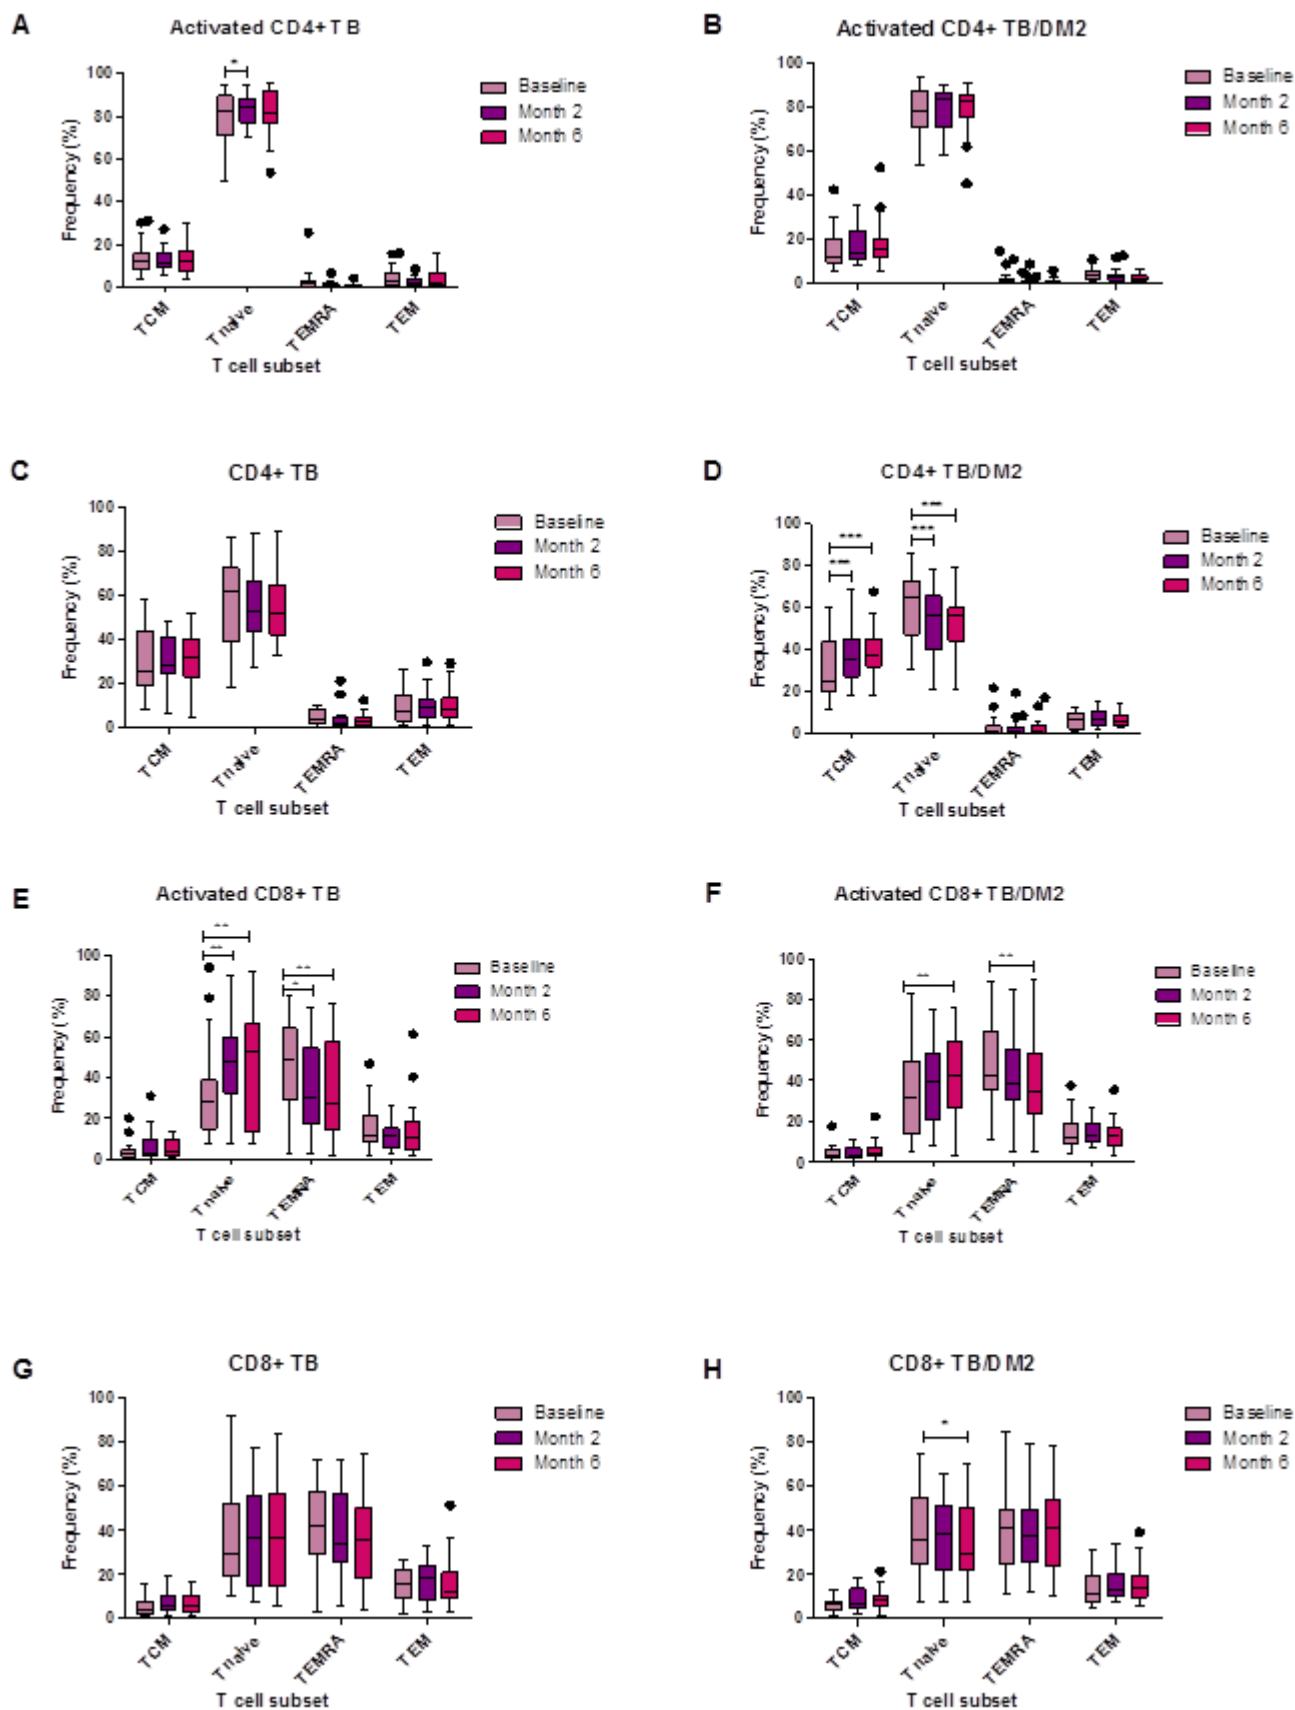 A
Activated CD4+ TB
*
100
80
60
40
20
0
Frequency (%)
Baseline
Month 2
Month 6
TCM
Tnaïve
TEMRA
TEM
T cell subset
B
Activated CD4+ TB/DM2
100
80
60
40
20
0
Frequency (%)
Baseline
Month 2
Month 6
TCM
Tnaïve
TEMRA
TEM
T cell subset
C
CD4+ TB
100
80
60
40
20
0
Frequency (%)
Baseline
Month 2
Month 6
TCM
Tnaïve
TEMRA
TEM
T cell subset
D
CD4+ TB/DM2
***
***
***
***
100
80
60
40
20
0
Frequency (%)
Baseline
Month 2
Month 6
TCM
Tnaïve
TEMRA
TEM
T cell subset
E
Activated CD8+ TB
**
**
**
*
100
80
60
40
20
0
Frequency (%)
Baseline
Month 2
Month 6
TCM
Tnaïve
TEMRA
TEM
T cell subset
F
Activated CD8+ TB/DM2
**
**
100
80
60
40
20
0
Frequency (%)
Baseline
Month 2
Month 6
TCM
Tnaïve
TEMRA
TEM
T cell subset
G
CD8+ TB
100
80
60
40
20
0
Frequency (%)
Baseline
Month 2
Month 6
TCM
Tnaïve
TEMRA
TEM
T cell subset
H
CD8+ TB/DM2
*
100
80
60
40
20
0
Frequency (%)
Baseline
Month 2
Month 6
TCM
Tnaïve
TEMRA
TEM
T cell subset